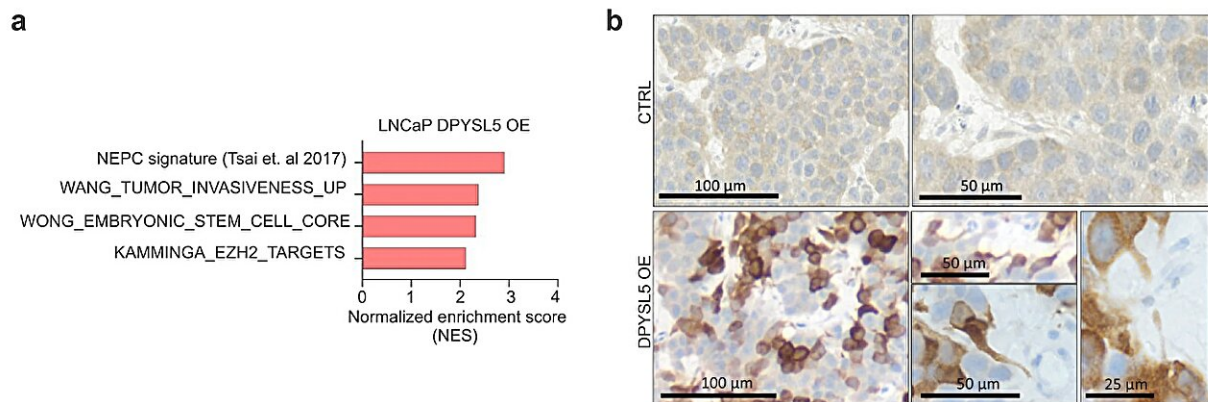 a
LNCaP DPYSL5 OE
NEPC signature (Tsai et. al 2017)
WANG_TUMOR_INVASIVENESS_UP
WONG_EMBRYONIC_STEM_CELL_CORE
KAMMINGA_EZH2_TARGETS
0 1 2 3 4
Normalized enrichment score
(NES)
b
CTRL
100 µm
50 µm
DPYSL5 OE
100 µm
50 µm
50 µm
25 µm